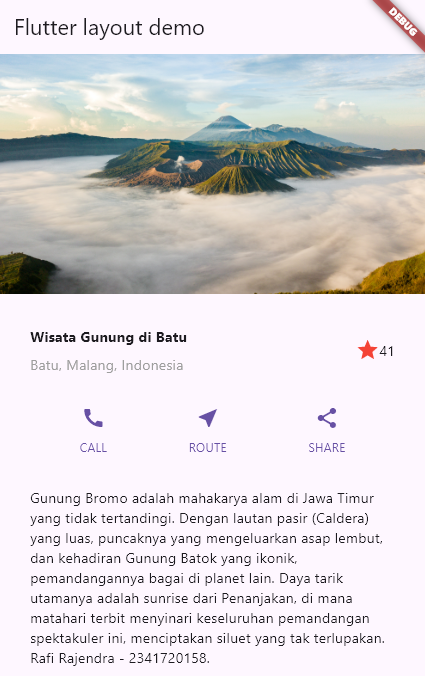 Flutter layout demo
DEBUG
Wisata Gunung di Batu
Batu, Malang, Indonesia
41
CALL
ROUTE
SHARE
Gunung Bromo adalah mahakarya alam di Jawa Timur
yang tidak tertandingi. Dengan lautan pasir (Caldera)
yang luas, puncaknya yang mengeluarkan asap lembut,
dan kehadiran Gunung Batok yang ikonik,
pemandangannya bagai di planet lain. Daya tarik
utamanya adalah sunrise dari Penanjakan, di mana
matahari terbit menyinari keseluruhan pemandangan
spektakuler ini, menciptakan siluet yang tak terlupakan.
Rafi Rajendra - 2341720158.